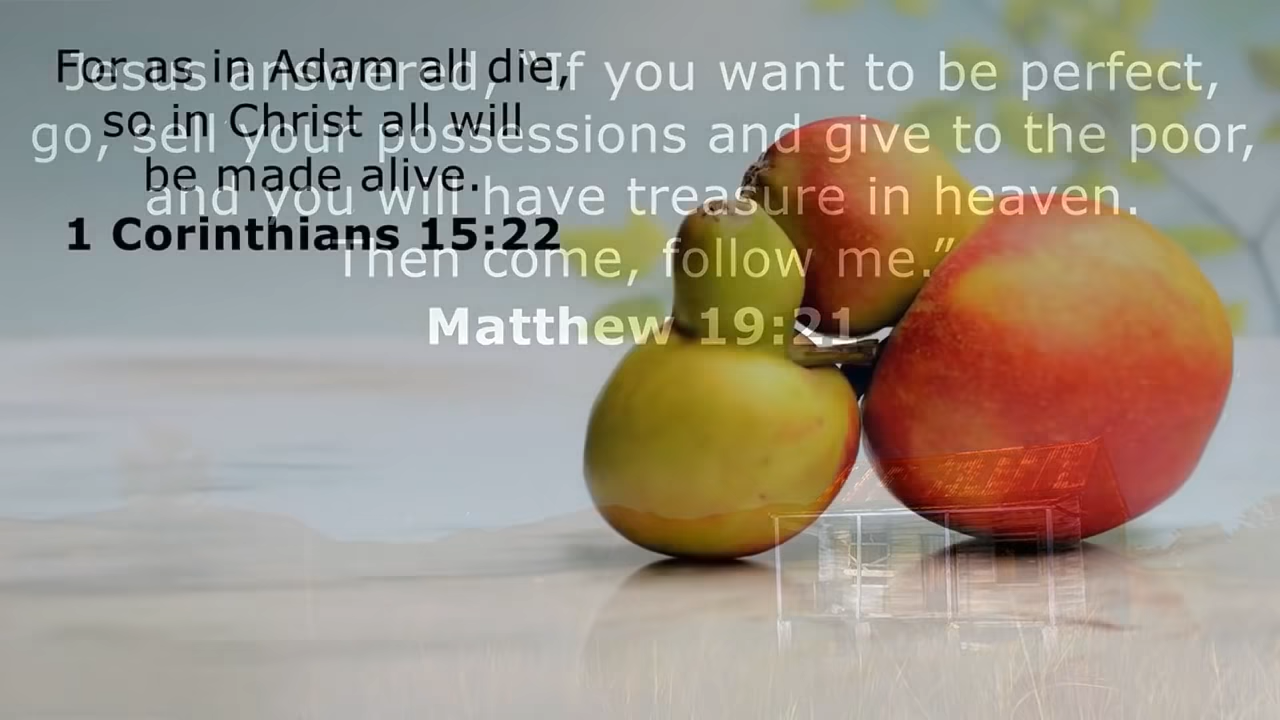 For as in Adam all die,
so in Christ all will
be made alive.
1 Corinthians 15:22
Jesus answered, “If you want to be perfect,
go, sell your possessions and give to the poor,
and you will have treasure in heaven.
Then come, follow me.”
Matthew 19:21